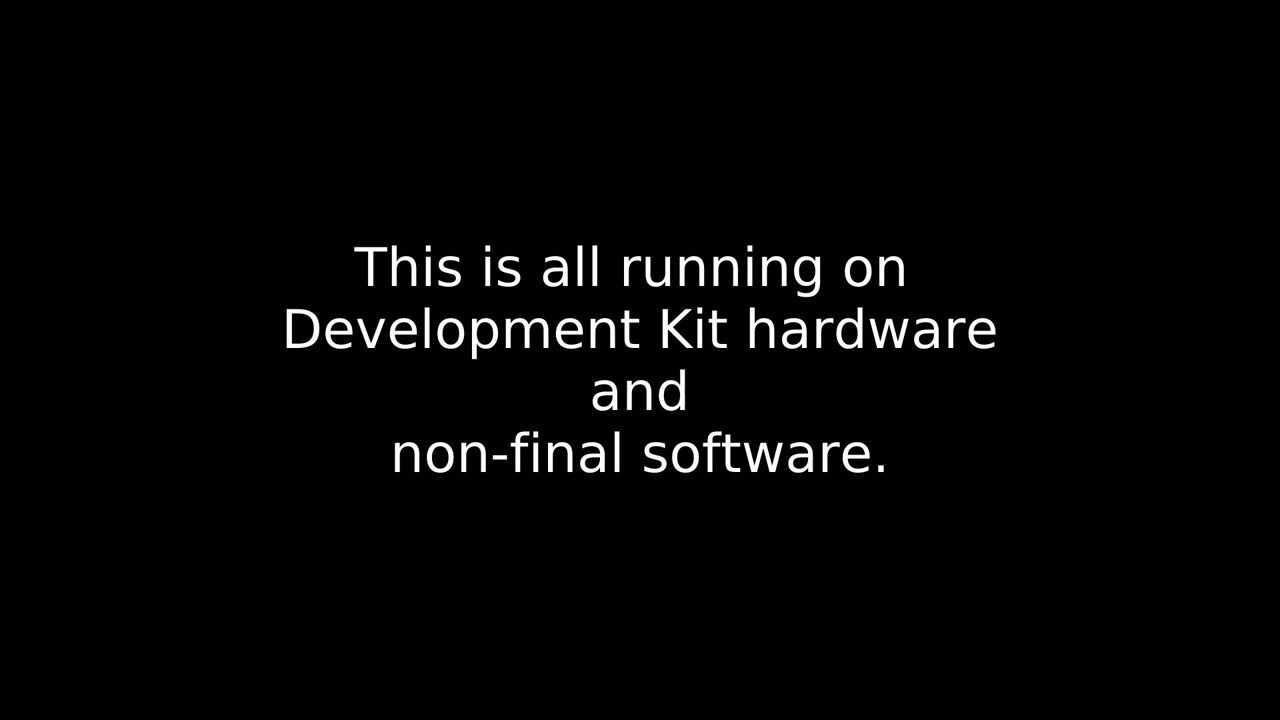 This is all running on
Development Kit hardware
and
non-final software.